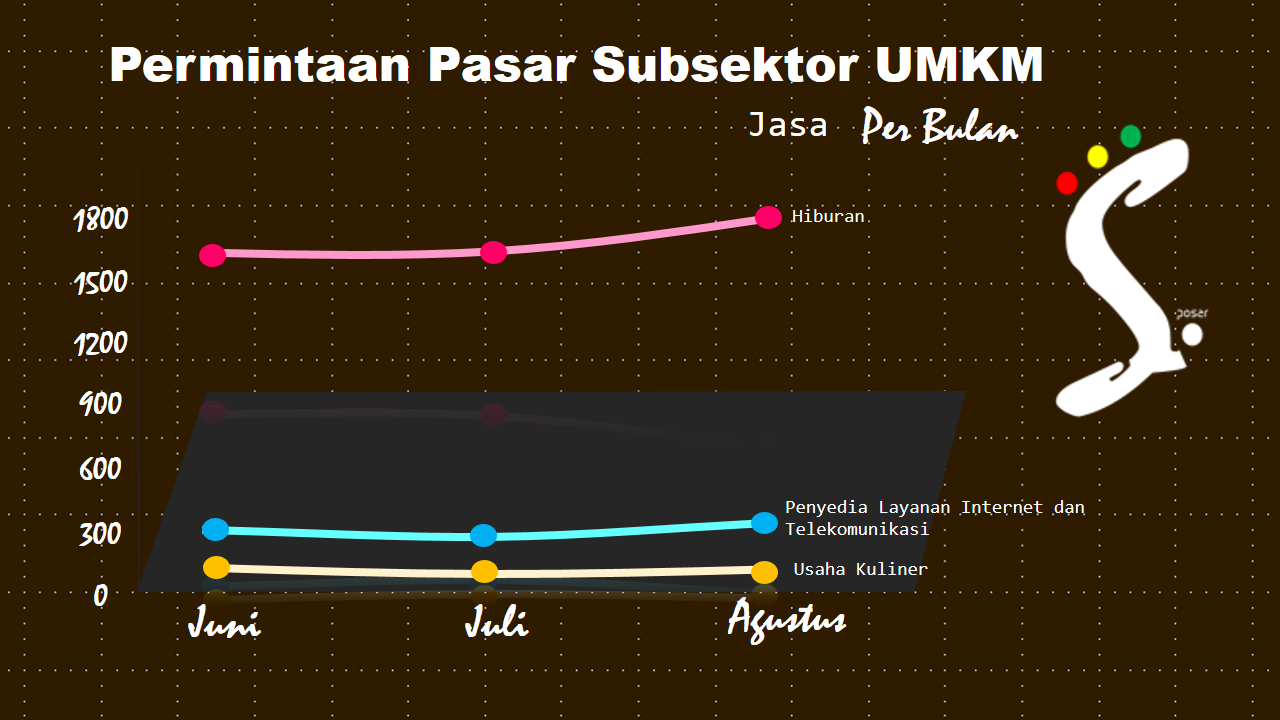 Permintaan Pasar Subsektor UMKM
Jasa Per Bulan
1800
Hiburan
1500
poser
1200
900
600
Penyedia Layanan Internet dan
Telekomunikasi
300
Usaha Kuliner
0
Juni Juli Agustus